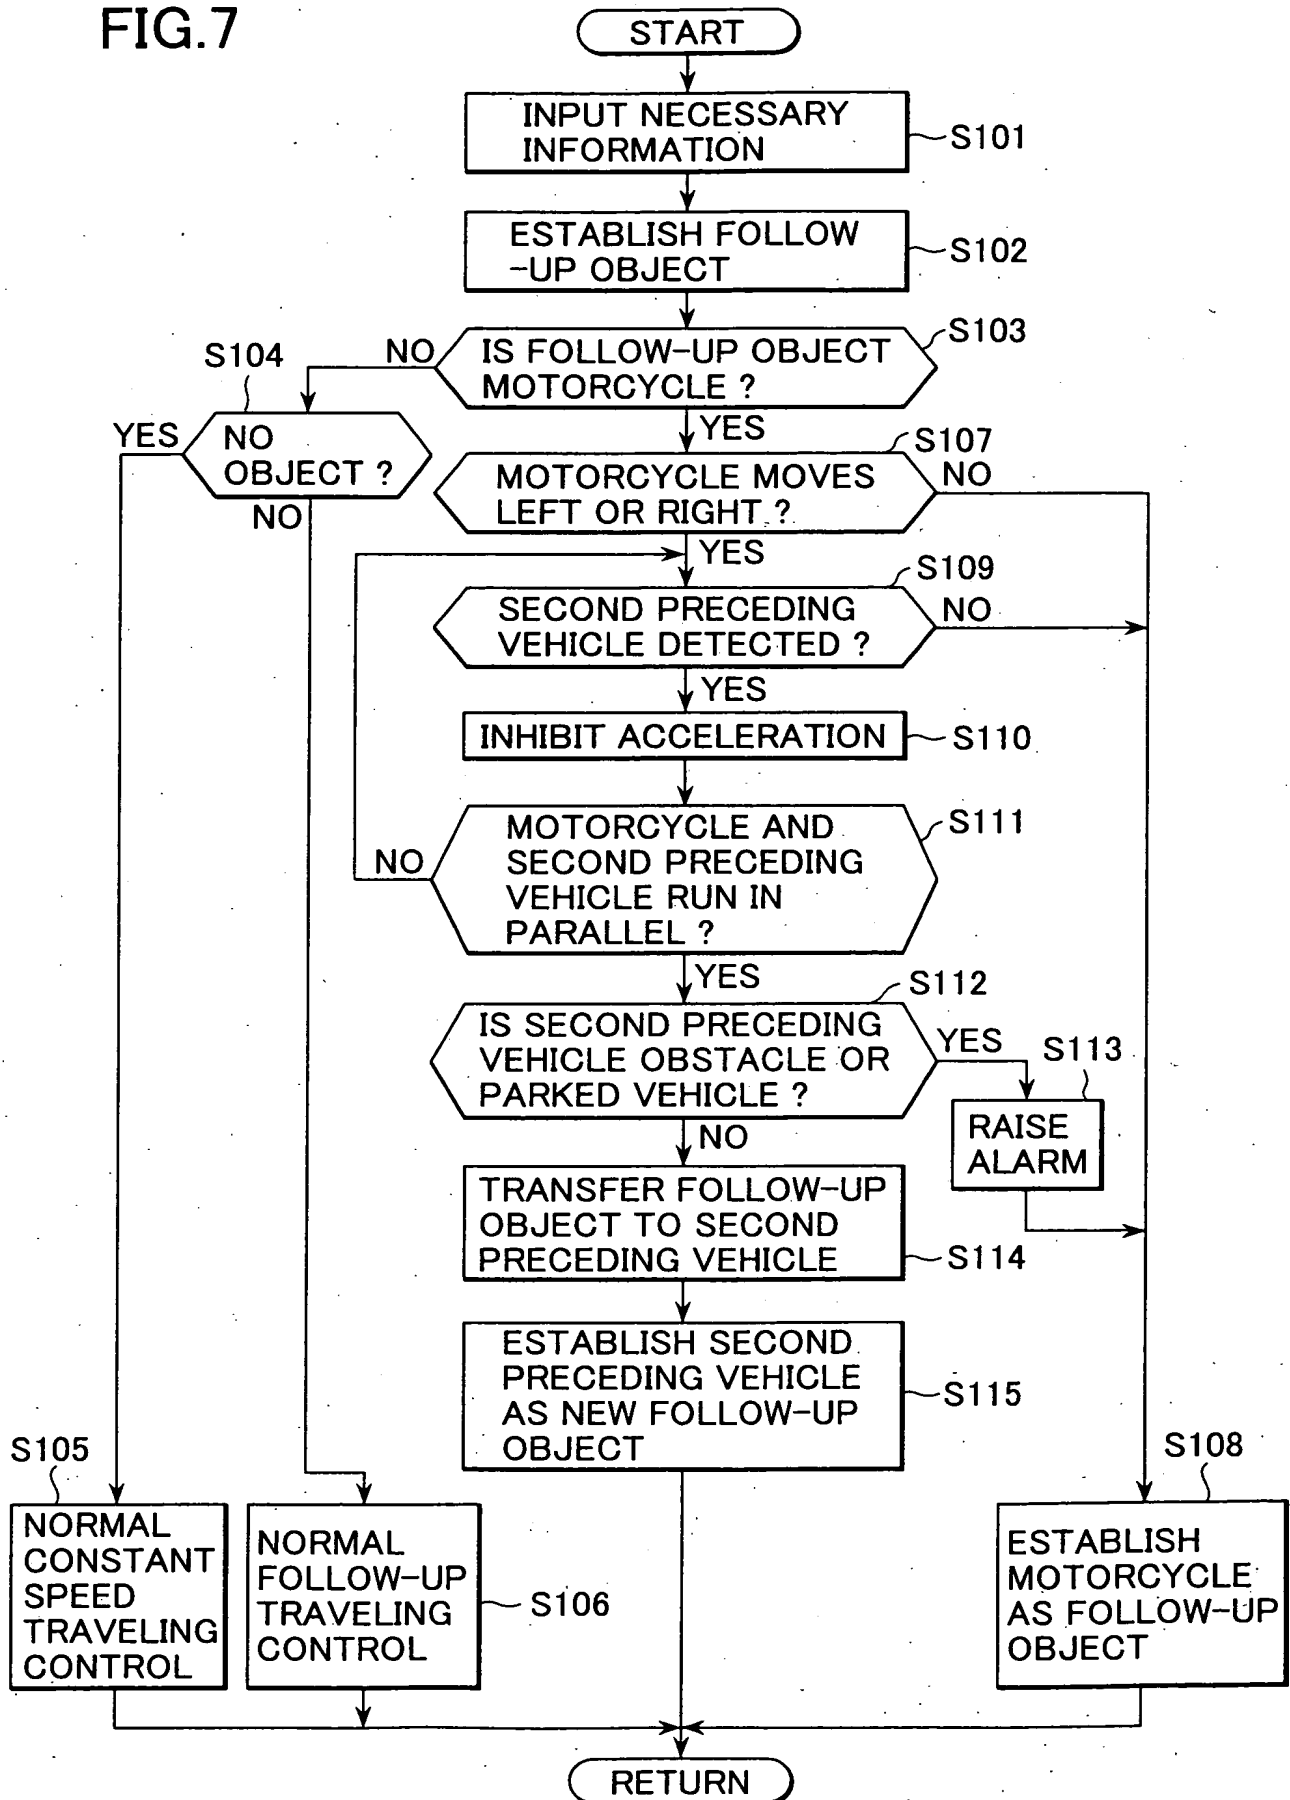 FIG.7
START
INPUT NECESSARY
INFORMATION
S101
ESTABLISH FOLLOW
-UP OBJECT
S102
S103
IS FOLLOW-UP OBJECT
MOTORCYCLE ?
NO
YES
S104
NO
OBJECT ?
YES
NO
S107
MOTORCYCLE MOVES
LEFT OR RIGHT ?
NO
YES
S109
SECOND PRECEDING
VEHICLE DETECTED ?
NO
YES
INHIBIT ACCELERATION
S110
MOTORCYCLE AND
SECOND PRECEDING
VEHICLE RUN IN
PARALLEL ?
S111
NO
YES
S112
IS SECOND PRECEDING
VEHICLE OBSTACLE OR
PARKED VEHICLE ?
YES
S113
RAISE
ALARM
NO
TRANSFER FOLLOW-UP
OBJECT TO SECOND
PRECEDING VEHICLE
S114
ESTABLISH SECOND
PRECEDING VEHICLE
AS NEW FOLLOW-UP
OBJECT
S115
S105
NORMAL
CONSTANT
SPEED
TRAVELING
CONTROL
NORMAL
FOLLOW-UP
TRAVELING
CONTROL
S106
S108
ESTABLISH
MOTORCYCLE
AS FOLLOW-UP
OBJECT
RETURN